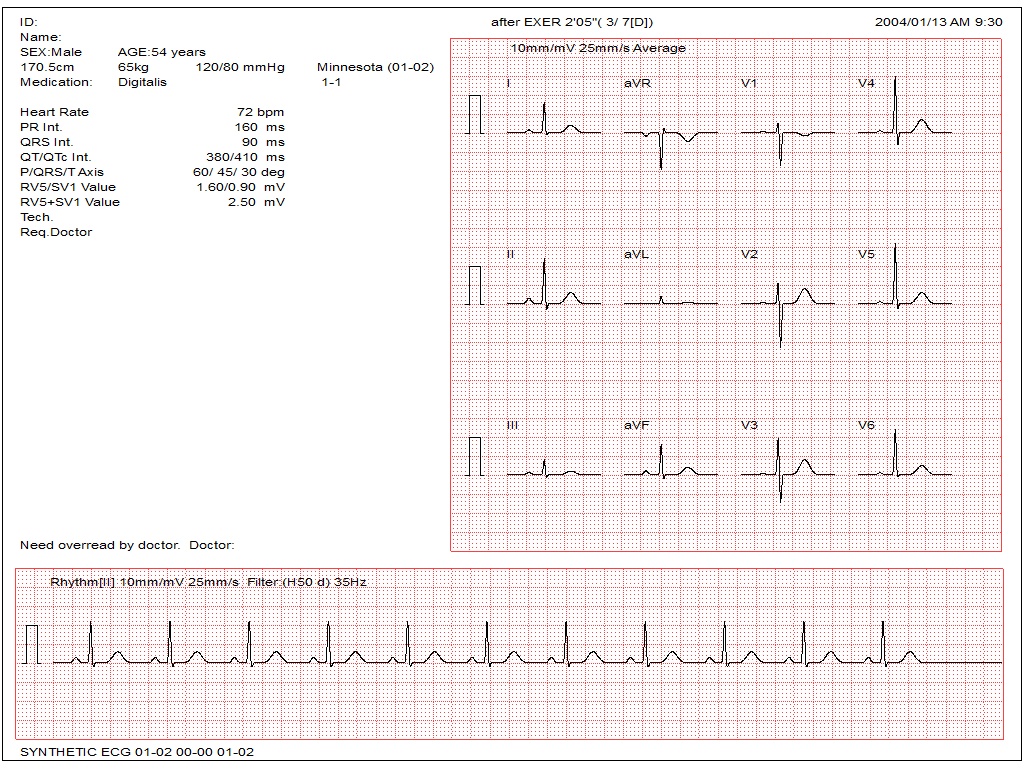 ID:
after EXER 2'05"( 3/ 7[D])
2004/01/13 AM 9:30
Name:
SEX:Male AGE:54 years
170.5cm 65kg 120/80 mmHg Minnesota (01-02)
Medication: Digitalis 1-1
Heart Rate 72 bpm
PR Int. 160 ms
QRS Int. 90 ms
QT/QTc Int. 380/410 ms
P/QRS/T Axis 60/ 45/ 30 deg
RV5/SV1 Value 1.60/0.90 mV
RV5+SV1 Value 2.50 mV
Tech.
Req.Doctor
10mm/mV 25mm/s Average
I aVR V1 V4
II aVL V2 V5
III aVF V3 V6
Need overread by doctor. Doctor:
Rhythm[II] 10mm/mV 25mm/s Filter:(H50 d) 35Hz
SYNTHETIC ECG 01-02 00-00 01-02